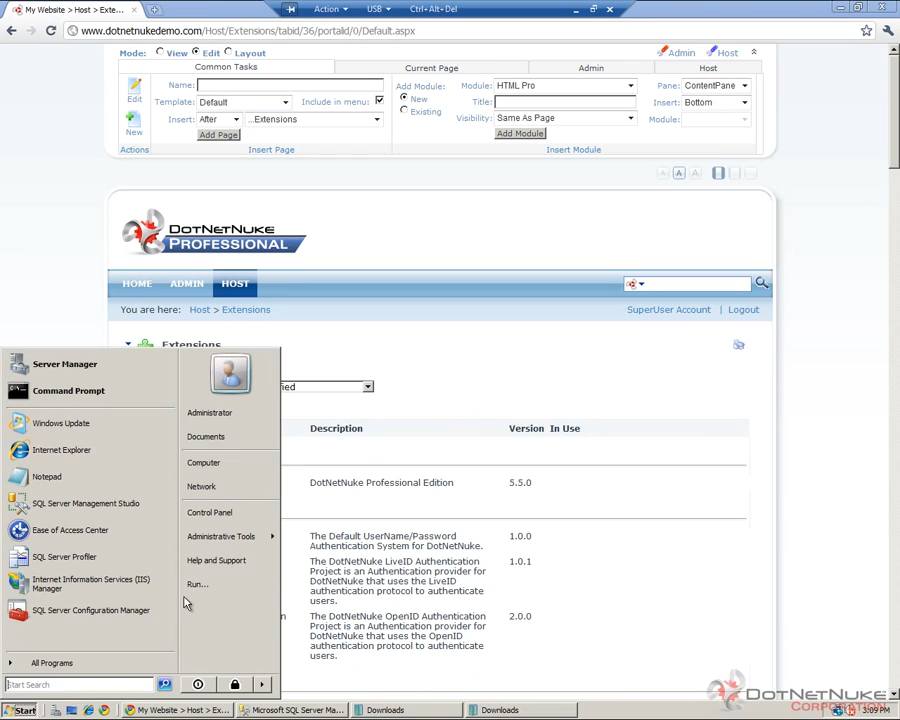 My Website > Host > Exte...
Action
USB
Ctrl+Alt+Del
www.dotnetnukedemo.com/Host/Extensions/tabid/36/portalid/0/Default.aspx
Mode: View Edit Layout
Admin Host
Common Tasks
Current Page
Admin
Host
Edit
New
Actions
Name:
Template: Default
Include in menu:
Insert: After
...Extensions
Add Page
Insert Page
Add Module:
New
Existing
Module: HTML Pro
Title:
Visibility: Same As Page
Add Module
Insert Module
Pane: ContentPane
Insert: Bottom
Module:
A A A
DOTNETNUKE
PROFESSIONAL
HOME ADMIN HOST
You are here: Host > Extensions
SuperUser Account | Logout
Extensions
ied
Description
Version In Use
DotNetNuke Professional Edition
5.5.0
The Default UserName/Password
Authentication System for DotNetNuke.
1.0.0
The DotNetNuke LiveID Authentication
Project is an Authentication provider for
DotNetNuke that uses the LiveID
authentication protocol to authenticate
users.
1.0.1
n
The DotNetNuke OpenID Authentication
Project is an Authentication provider for
DotNetNuke that uses the OpenID
authentication protocol to authenticate
users.
2.0.0
Server Manager
Command Prompt
Windows Update
Internet Explorer
Notepad
SQL Server Management Studio
Ease of Access Center
SQL Server Profiler
Internet Information Services (IIS)
Manager
SQL Server Configuration Manager
All Programs
Start Search
Administrator
Documents
Computer
Network
Control Panel
Administrative Tools
Help and Support
Run...
DOTNETNUKE
CORPORATION
Start
My Website > Host > Ex...
Microsoft SQL Server Ma...
Downloads
Downloads
3:09 PM